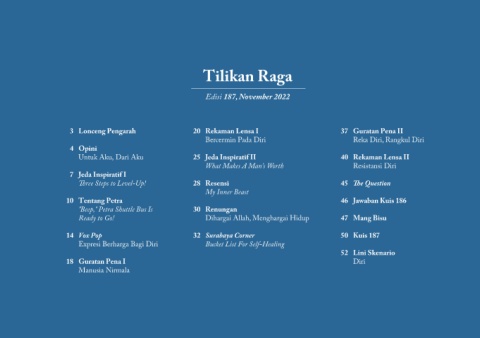 Tilikan Raga
Edisi 187, November 2022
3 Lonceng Pengarah
4 Opini
Untuk Aku, Dari Aku
7 Jeda Inspiratif I
Three Steps to Level-Up!
10 Tentang Petra
"Beep," Petra Shuttle Bus Is
Ready to Go!
14 Vox Pop
Expresi Berharga Bagi Diri
18 Guratan Pena I
Manusia Nirmala
20 Rekaman Lensa I
Bercermin Pada Diri
25 Jeda Inspiratif II
What Makes A Man's Worth
28 Resensi
My Inner Beast
30 Renungan
Dihargai Allah, Menghargai Hidup
32 Surabaya Corner
Bucket List For Self-Healing
37 Guratan Pena II
Reka Diri, Rangkul Diri
40 Rekaman Lensa II
Resistansi Diri
45 The Question
46 Jawaban Kuis 186
47 Mang Bisu
50 Kuis 187
52 Lini Skenario
Diri